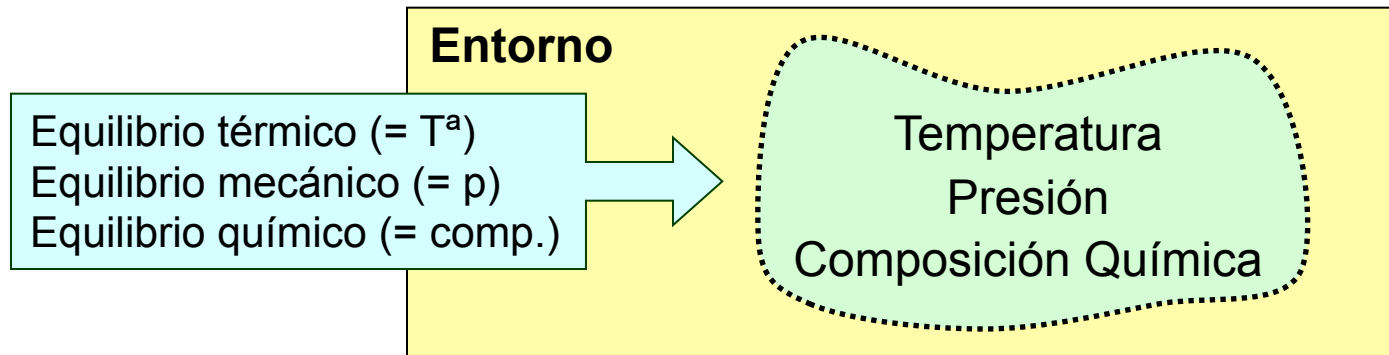 Entorno
Equilibrio térmico (= Tª)
Equilibrio mecánico (= p)
Equilibrio químico (= comp.)
Temperatura
Presión
Composición Química